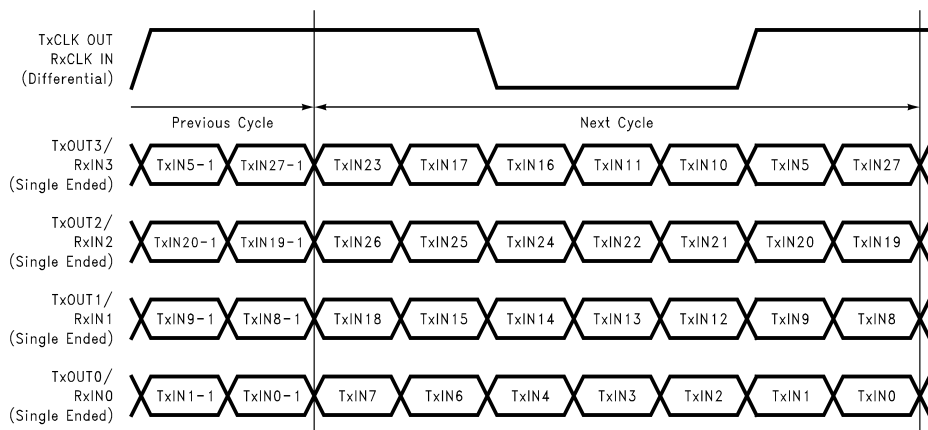 TxCLK OUT
RxCLK IN
(Differential)
Previous Cycle
Next Cycle
TxOUT3/
RxIN3
(Single Ended)
TxIN5-1 TxIN27-1 TxIN23 TxIN17 TxIN16 TxIN11 TxIN10 TxIN5 TxIN27
TxOUT2/
RxIN2
(Single Ended)
TxIN20-1 TxIN19-1 TxIN26 TxIN25 TxIN24 TxIN22 TxIN21 TxIN20 TxIN19
TxOUT1/
RxIN1
(Single Ended)
TxIN9-1 TxIN8-1 TxIN18 TxIN15 TxIN14 TxIN13 TxIN12 TxIN9 TxIN8
TxOUT0/
RxIN0
(Single Ended)
TxIN1-1 TxIN0-1 TxIN7 TxIN6 TxIN4 TxIN3 TxIN2 TxIN1 TxIN0